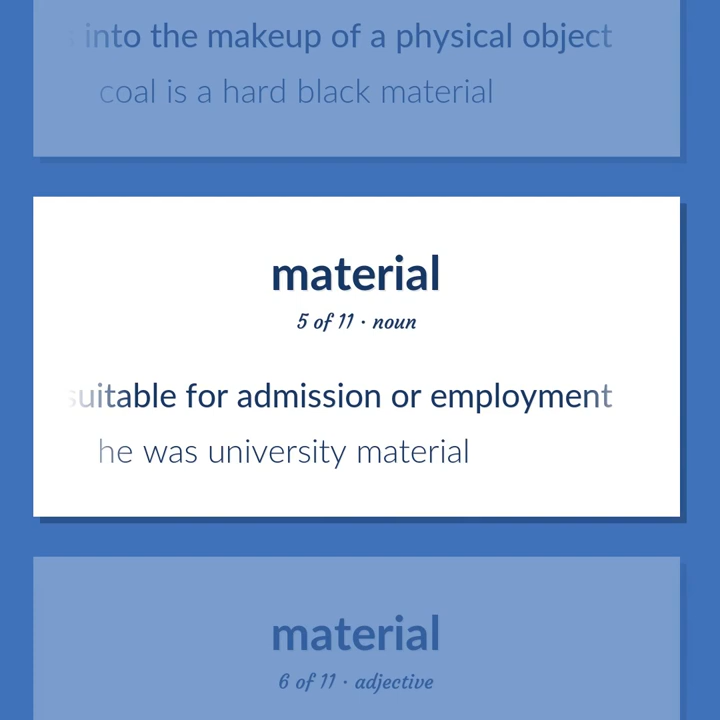 into the makeup of a physical object
coal is a hard black material
material
5 of 11 · noun
suitable for admission or employment
he was university material
material
6 of 11 · adjective